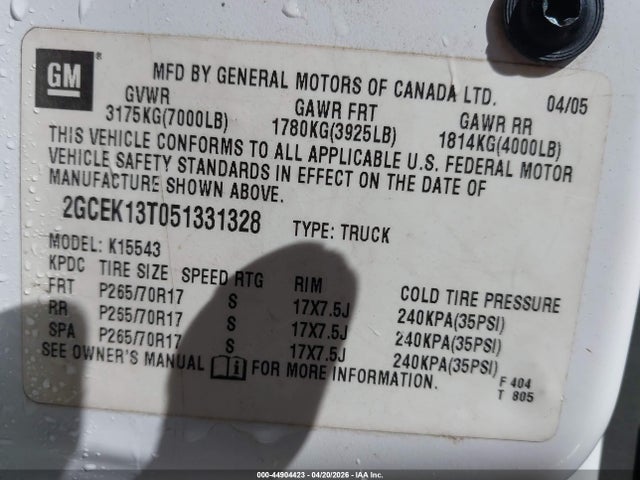 GM
MFD BY GENERAL MOTORS OF CANADA LTD. 04/05
GVWR GAWR FRT GAWR RR
3175KG(7000LB) 1780KG(3925LB) 1814KG(4000LB)
THIS VEHICLE CONFORMS TO ALL APPLICABLE U.S. FEDERAL MOTOR
VEHICLE SAFETY STANDARDS IN EFFECT ON THE DATE OF
MANUFACTURE SHOWN ABOVE.
2GCEK13T051331328 TYPE: TRUCK
MODEL: K15543
KPDC TIRE SIZE SPEED RTG RIM COLD TIRE PRESSURE
FRT P265/70R17 S 17X7.5J 240KPA(35PSI)
RR P265/70R17 S 17X7.5J 240KPA(35PSI)
SPA P265/70R17 S 17X7.5J 240KPA(35PSI)
SEE OWNER'S MANUAL FOR MORE INFORMATION.
F 404
T 805
000-44904423 - 04/20/2026 - IAA Inc.